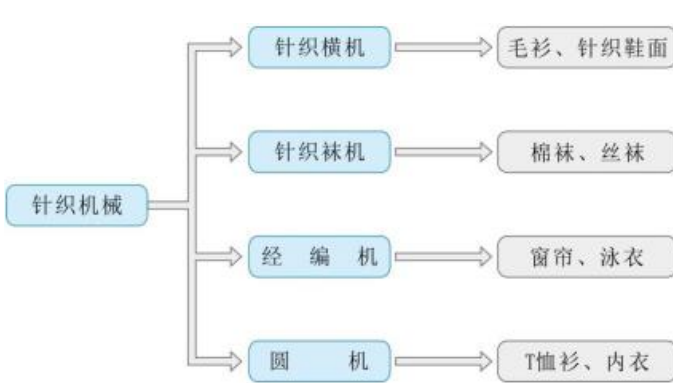 针织机械
针织横机
毛衫、针织鞋面
针织袜机
棉袜、丝袜
经编机
窗帘、泳衣
圆机
T恤衫、内衣